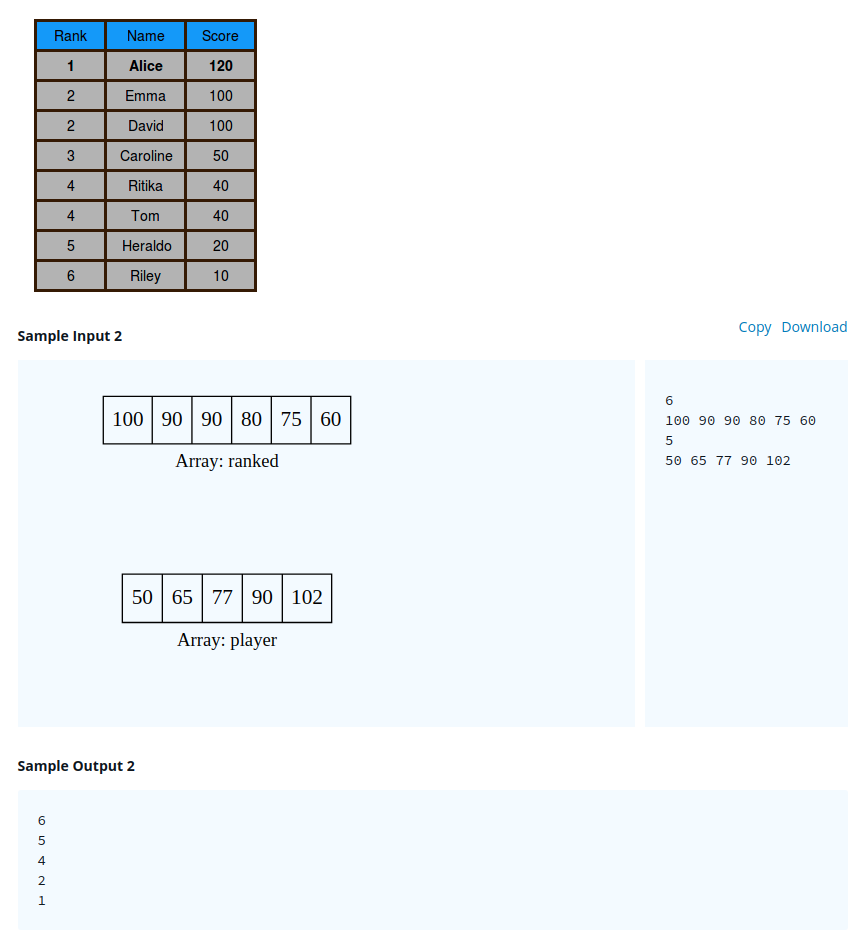 Rank Name Score
1 Alice 120
2 Emma 100
2 David 100
3 Caroline 50
4 Ritika 40
4 Tom 40
5 Heraldo 20
6 Riley 10
Copy Download
Sample Input 2
100 90 90 80 75 60
Array: ranked
50 65 77 90 102
Array: player
6
100 90 90 80 75 60
5
50 65 77 90 102
Sample Output 2
6
5
4
2
1